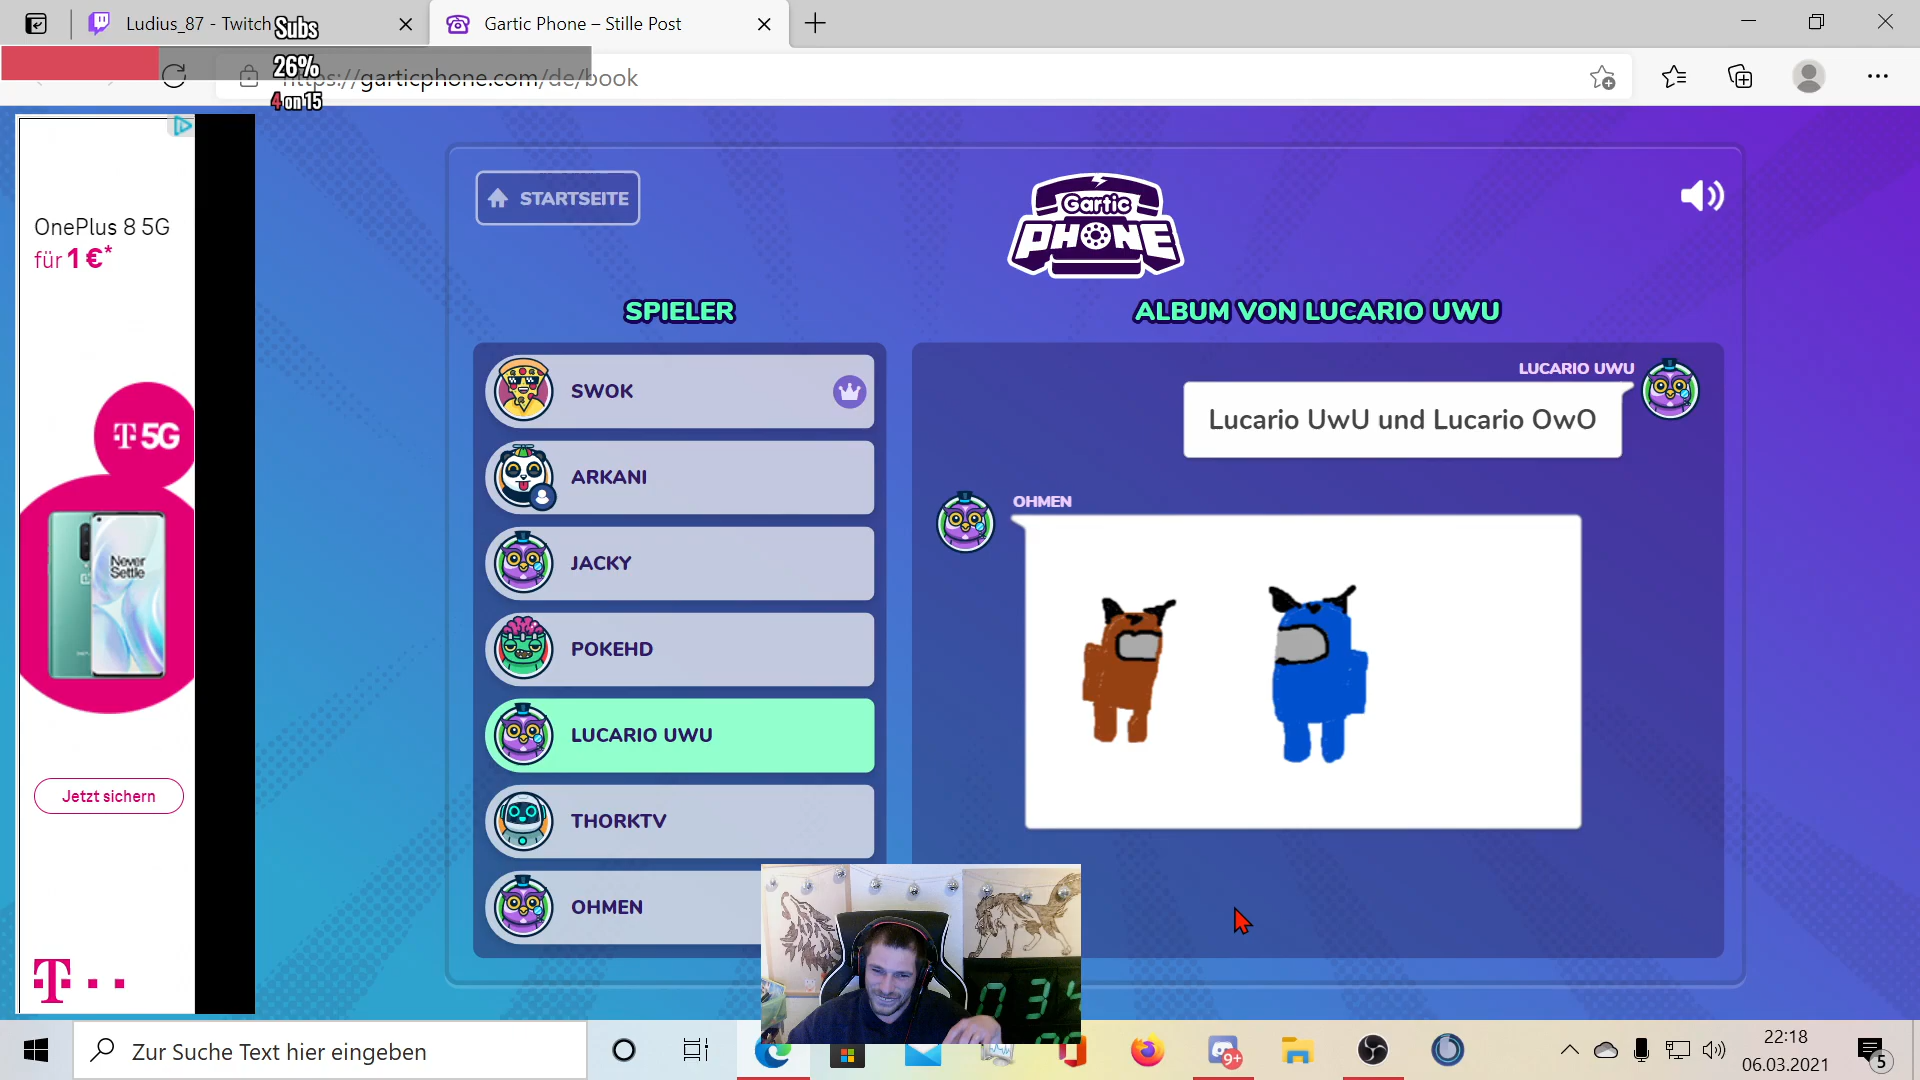 Ludius_87 - Twitch
Subs
Gartic Phone – Stille Post
26%
https://garticphone.com/de/book
4 on 15
OnePlus 8 5G
für 1 €*
T 5G
Never
Settle
Jetzt sichern
T
STARTSEITE
Gartic
PHONE
SPIELER
ALBUM VON LUCARIO UWU
SWOK
ARKANI
JACKY
POKEHD
LUCARIO UWU
THORKTV
OHMEN
LUCARIO UWU
Lucario UwU und Lucario OwO
OHMEN
Zur Suche Text hier eingeben
9+
22:18
06.03.2021
5